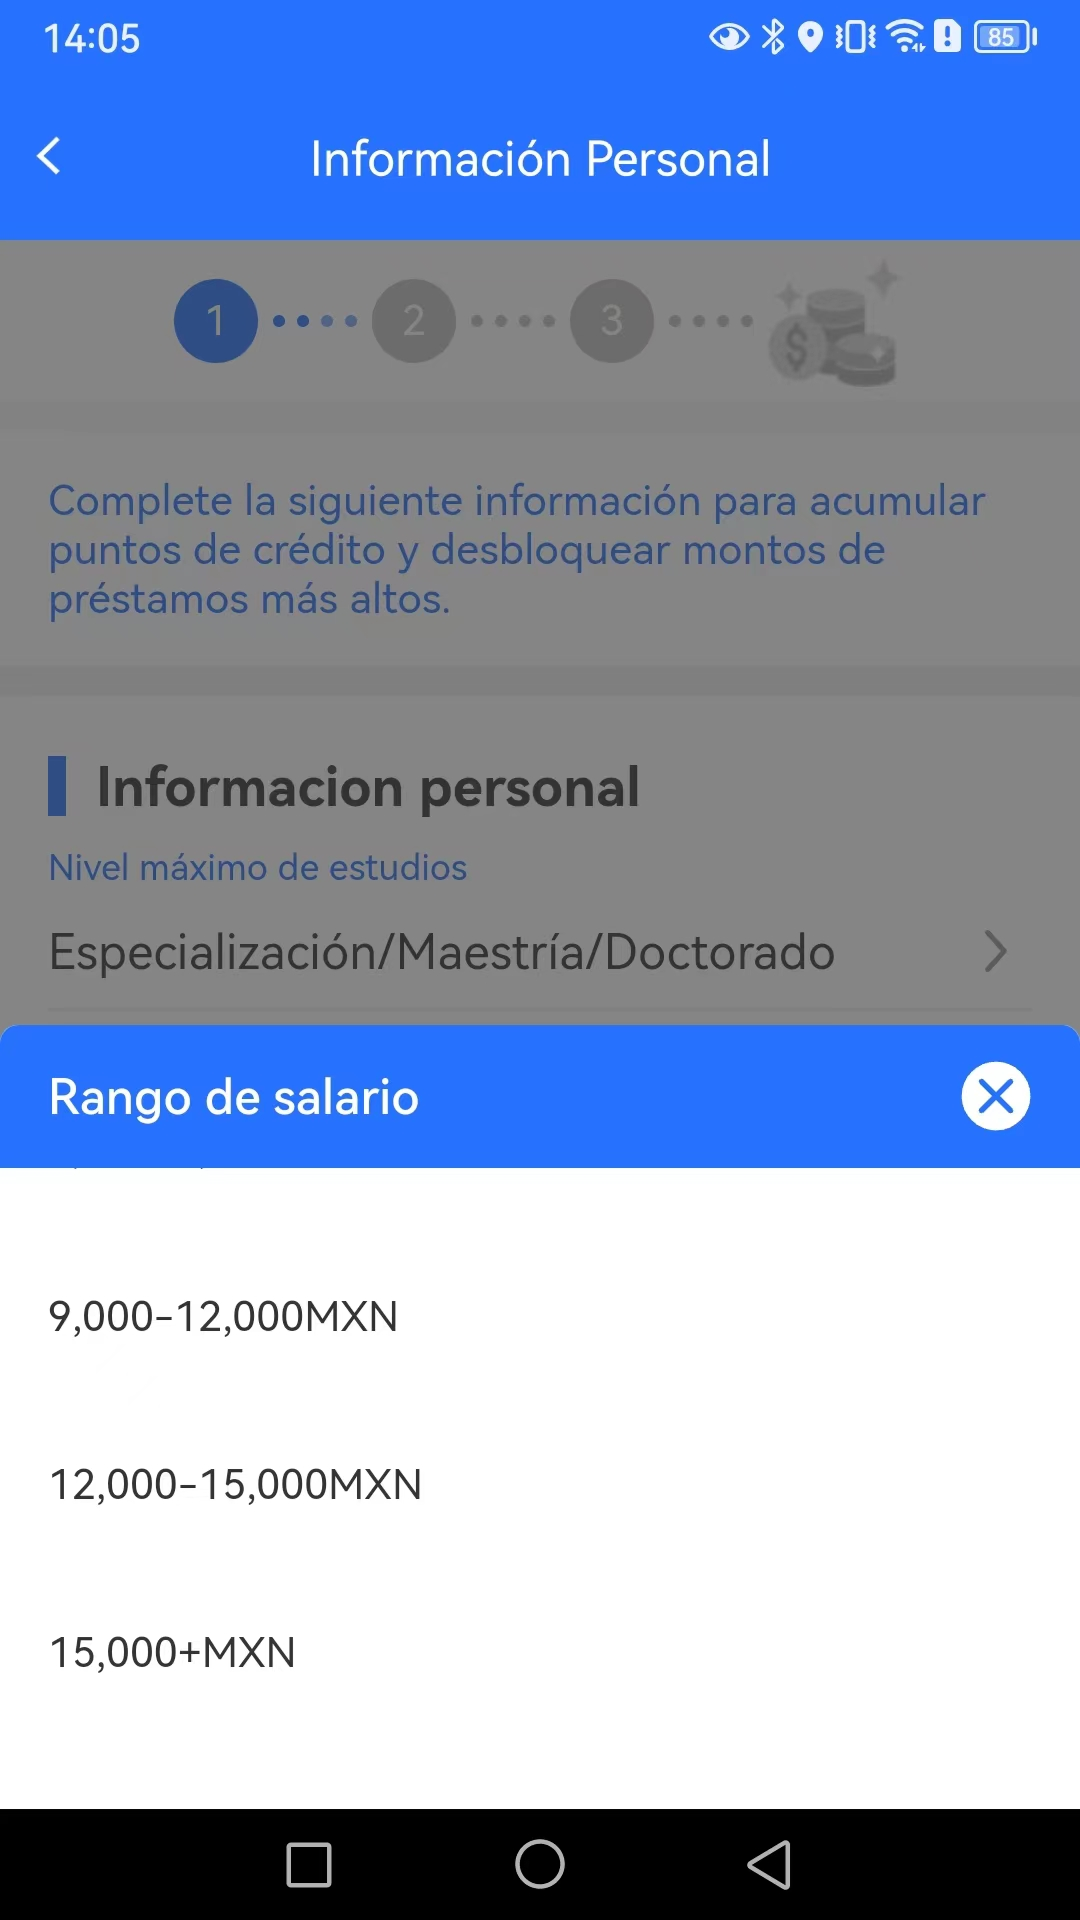 14:05
85
Información Personal
1
2
3
$
Complete la siguiente información para acumular
puntos de crédito y desbloquear montos de
préstamos más altos.
Informacion personal
Nivel máximo de estudios
Especialización/Maestría/Doctorado
Rango de salario
9,000-12,000MXN
12,000-15,000MXN
15,000+MXN